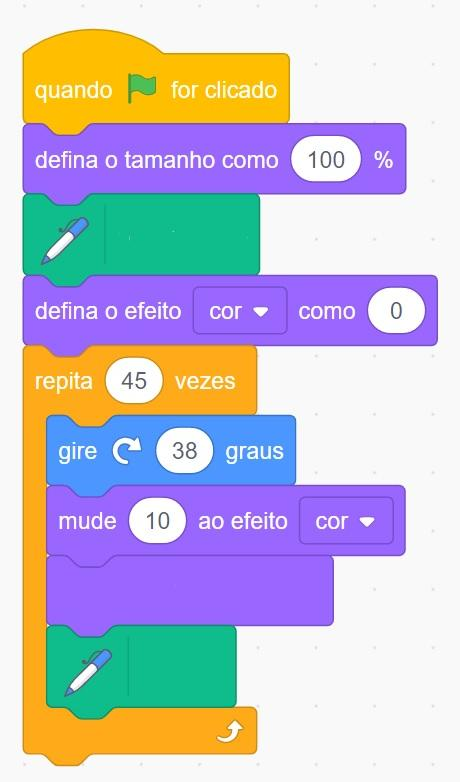 quando for clicado
defina o tamanho como 100 %
defina o efeito cor como 0
repita 45 vezes
gire 38 graus
mude 10 ao efeito cor